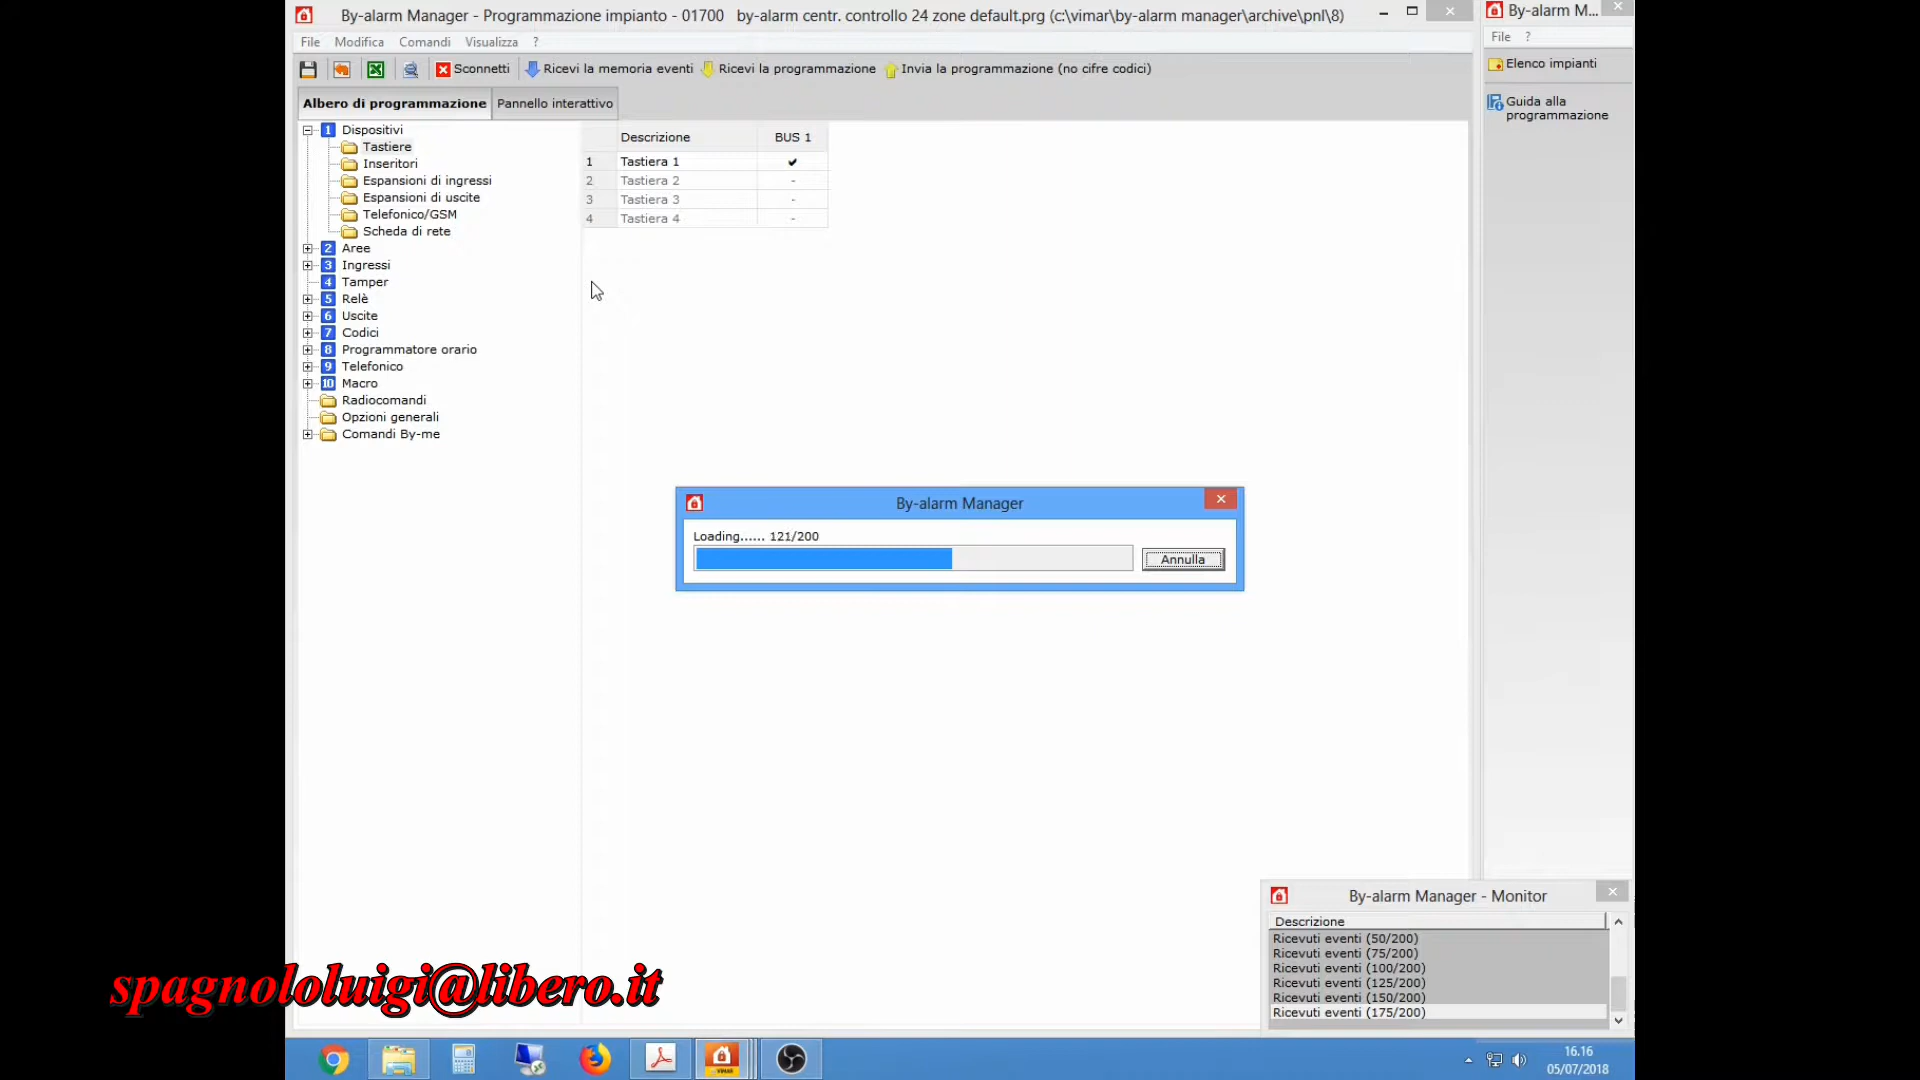 By-alarm Manager - Programmazione impianto - 01700   by-alarm centr. controllo 24 zone default.prg (c:\vimar\by-alarm manager\archive\pnl\8)
By-alarm M...
File Modifica Comandi Visualizza ?
File ?
Sconnetti Ricevi la memoria eventi Ricevi la programmazione Invia la programmazione (no cifre codici)
Elenco impianti
Guida alla
programmazione
Albero di programmazione Pannello interattivo
1 Dispositivi
Tastiere
Inseritori
Espansioni di ingressi
Espansioni di uscite
Telefonico/GSM
Scheda di rete
2 Aree
3 Ingressi
4 Tamper
5 Relè
6 Uscite
7 Codici
8 Programmatore orario
9 Telefonico
10 Macro
Radiocomandi
Opzioni generali
Comandi By-me
Descrizione BUS 1
1 Tastiera 1 ✔
2 Tastiera 2 -
3 Tastiera 3 -
4 Tastiera 4 -
By-alarm Manager
Loading...... 121/200
Annulla
By-alarm Manager - Monitor
Descrizione
Ricevuti eventi (50/200)
Ricevuti eventi (75/200)
Ricevuti eventi (100/200)
Ricevuti eventi (125/200)
Ricevuti eventi (150/200)
Ricevuti eventi (175/200)
spagnololuigi@libero.it
VIMAR
16.16
05/07/2018